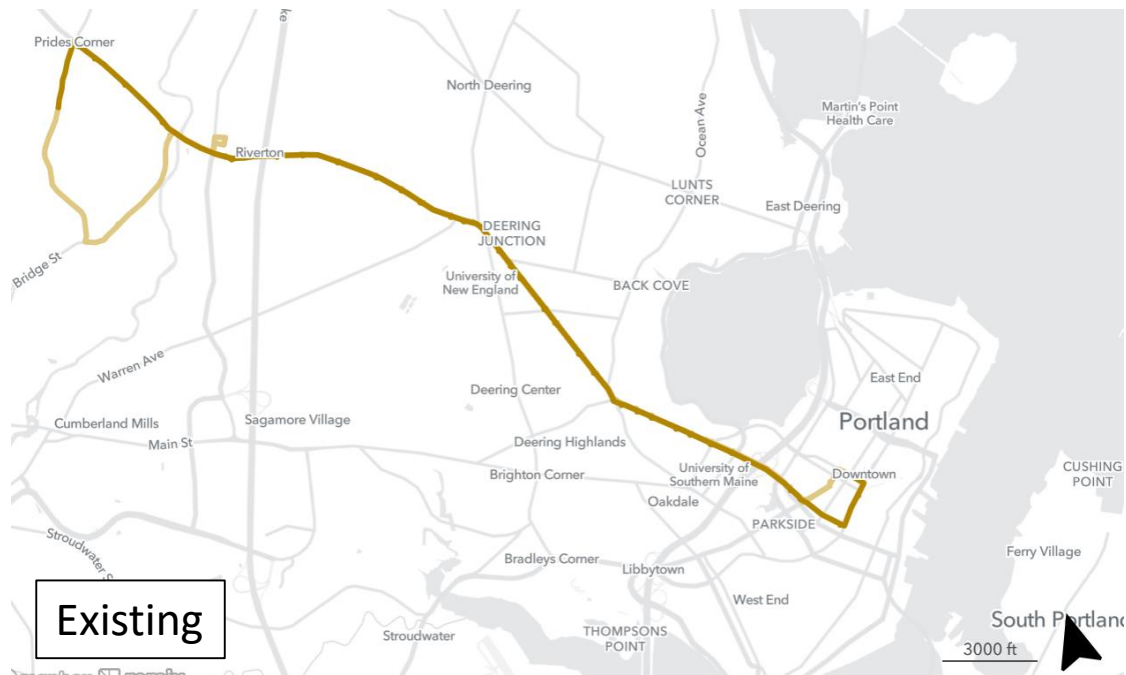 ke
Prides Corner
North Deering
Martin's Point
Health Care
Ocean Ave
Riverton
LUNTS
CORNER
East Deering
DEERING
JUNCTION
Bridge St
University of
New England
BACK COVE
Warren Ave
East End
Deering Center
Cumberland Mills
Sagamore Village
Portland
Main St
Deering Highlands
Brighton Corner
University of
Southern Maine
Downtown
CUSHING
POINT
Oakdale
PARKSIDE
Stroudwater S
Bradleys Corner
Libbytown
Ferry Village
West End
Existing
Stroudwater
THOMPSONS
POINT
South Portland
3000 ft